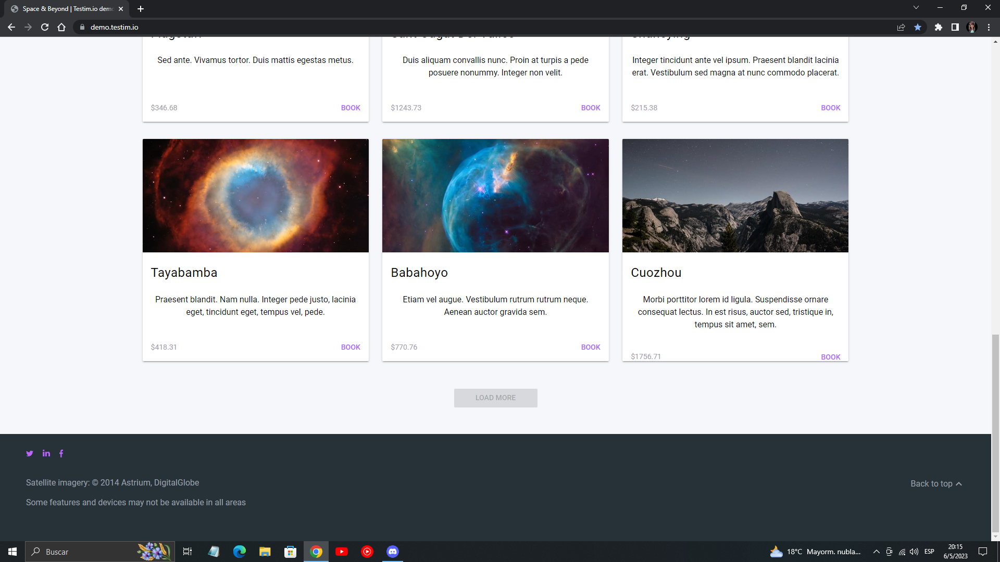 Space & Beyond | Testim.io demo
demo.testim.io
Sed ante. Vivamus tortor. Duis mattis egestas metus.
$346.68
BOOK
Duis aliquam convallis nunc. Proin at turpis a pede
posuere nonummy. Integer non velit.
$1243.73
BOOK
Integer tincidunt ante vel ipsum. Praesent blandit lacinia
erat. Vestibulum sed magna at nunc commodo placerat.
$215.38
BOOK
Tayabamba
Praesent blandit. Nam nulla. Integer pede justo, lacinia
eget, tincidunt eget, tempus vel, pede.
$418.31
BOOK
Babahoyo
Etiam vel augue. Vestibulum rutrum rutrum neque.
Aenean auctor gravida sem.
$770.76
BOOK
Cuozhou
Morbi porttitor lorem id ligula. Suspendisse ornare
consequat lectus. In est risus, auctor sed, tristique in,
tempus sit amet, sem.
$1756.71
BOOK
LOAD MORE
Satellite imagery: © 2014 Astrium, DigitalGlobe
Some features and devices may not be available in all areas
Back to top
Buscar
18°C Mayorm. nubla...
ESP
20:15
6/5/2023